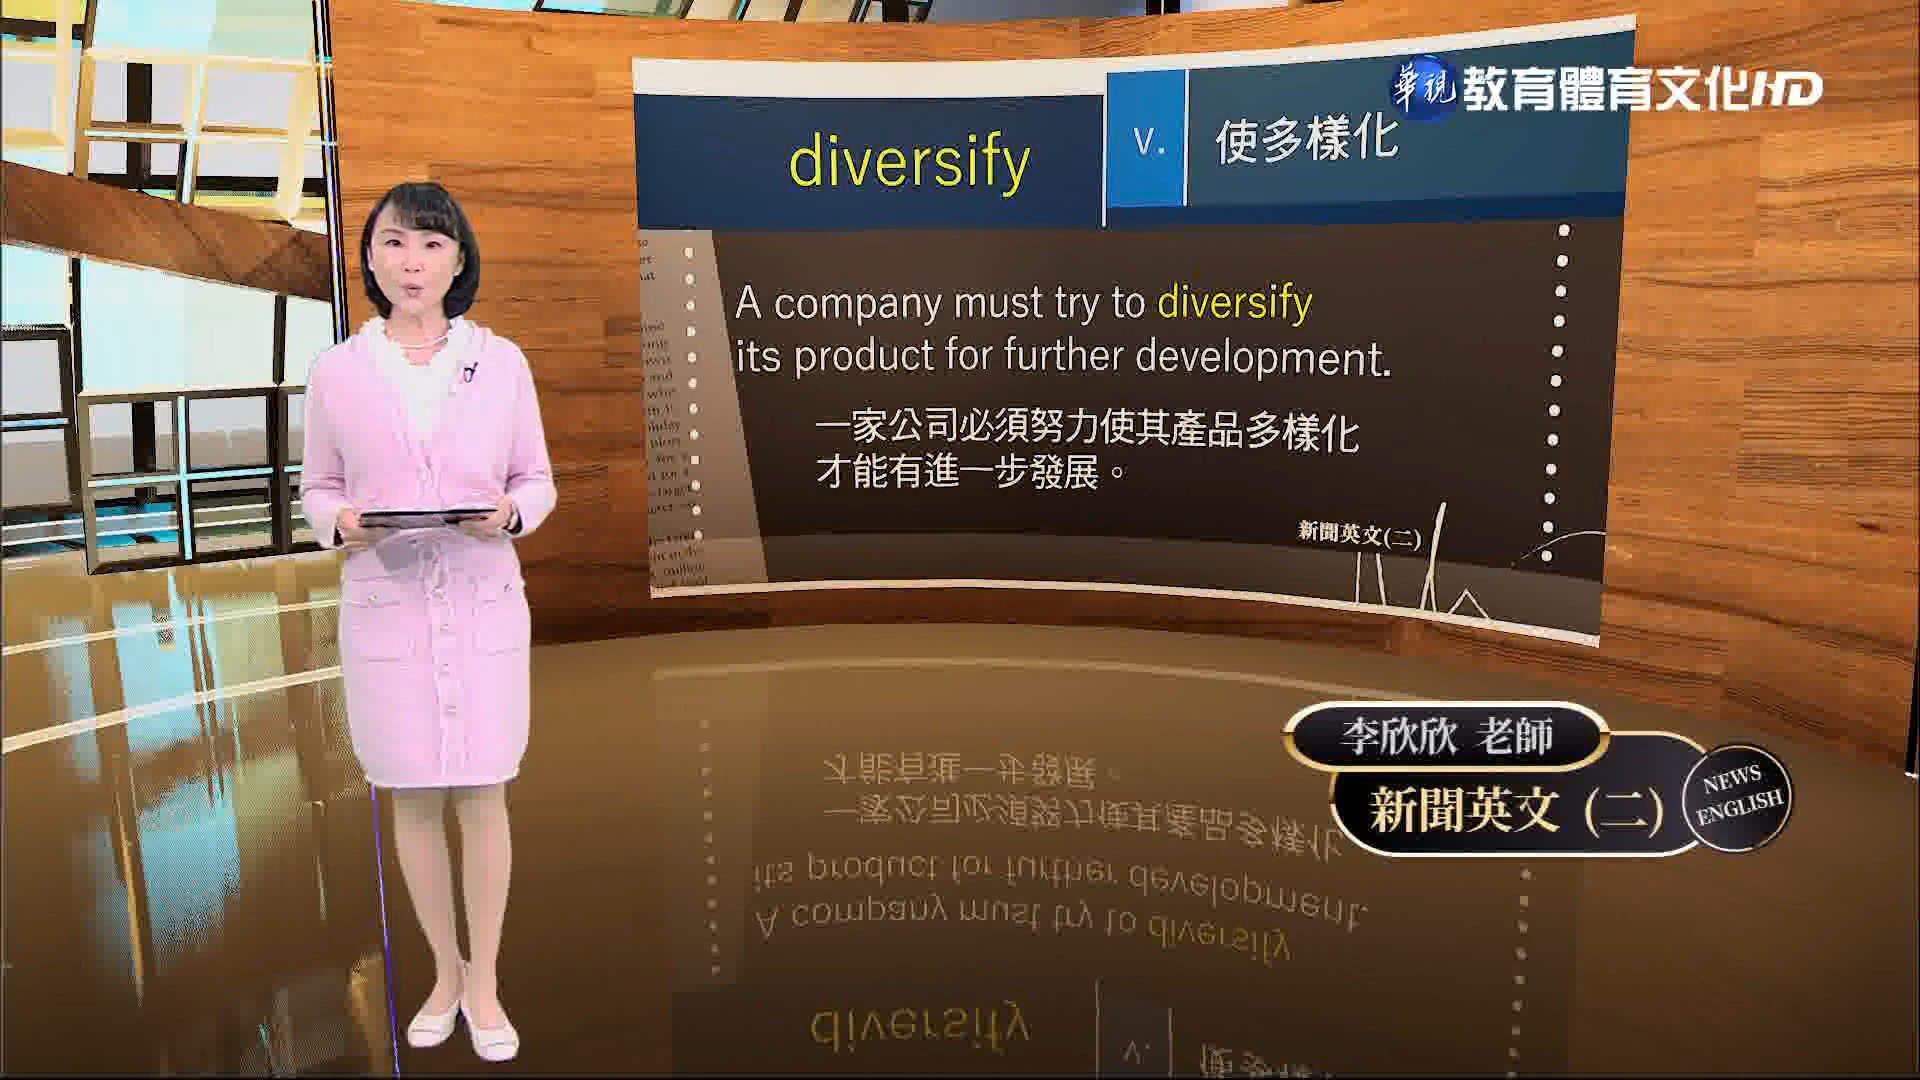 華視 教育體育文化HD
diversify v. 使多樣化
A company must try to diversify
its product for further development.
一家公司必須努力使其產品多樣化
才能有進一步發展。
新聞英文(二)
李欣欣 老師
新聞英文 (二)
NEWS
ENGLISH